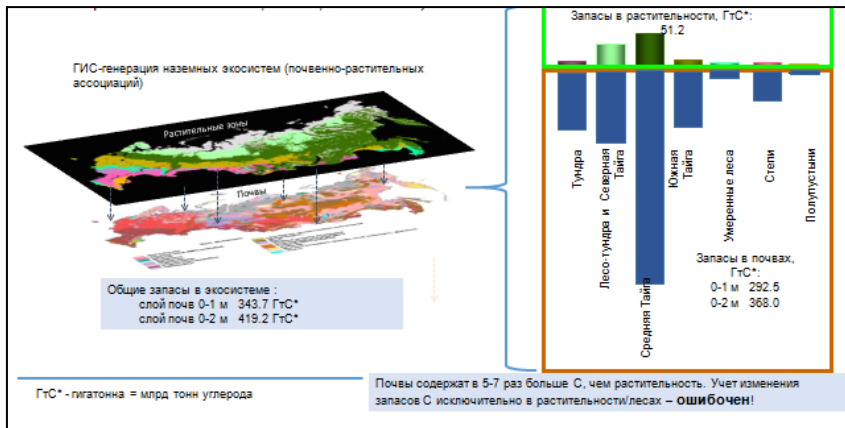 ГИС-генерация наземных экосистем (почвенно-растительных
ассоциаций)
Растительные зоны
Почвы
Общие запасы в экосистеме :
слой почв 0-1 м 343.7 ГтС*
слой почв 0-2 м 419.2 ГтС*
ГтС* - гигатонна = млрд тонн углерода
Запасы в растительности, ГтС*:
51.2
Тундра
Лесо-тундра и Северная
Тайга
Средняя Тайга
Южная
Тайга
Умеренные леса
Степи
Полупустыни
Запасы в почвах,
ГтС*:
0-1 м 292.5
0-2 м 368.0
Почвы содержат в 5-7 раз больше С, чем растительность. Учет изменения
запасов С исключительно в растительности/лесах – ошибочен!